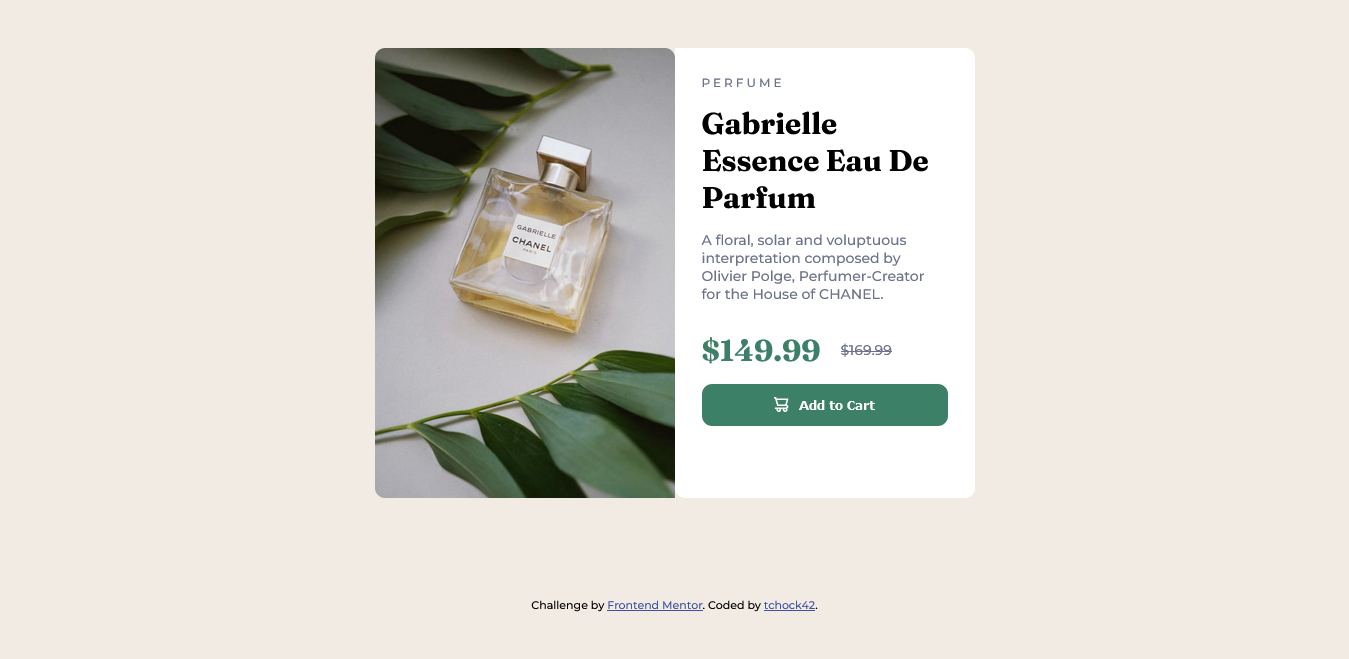 GABRIELLE
CHANEL
PARIS
PERFUME
Gabrielle
Essence Eau De
Parfum
A floral, solar and voluptuous
interpretation composed by
Olivier Polge, Perfumer-Creator
for the House of CHANEL.
$149.99 $169.99
Add to Cart
Challenge by Frontend Mentor. Coded by tchock42.